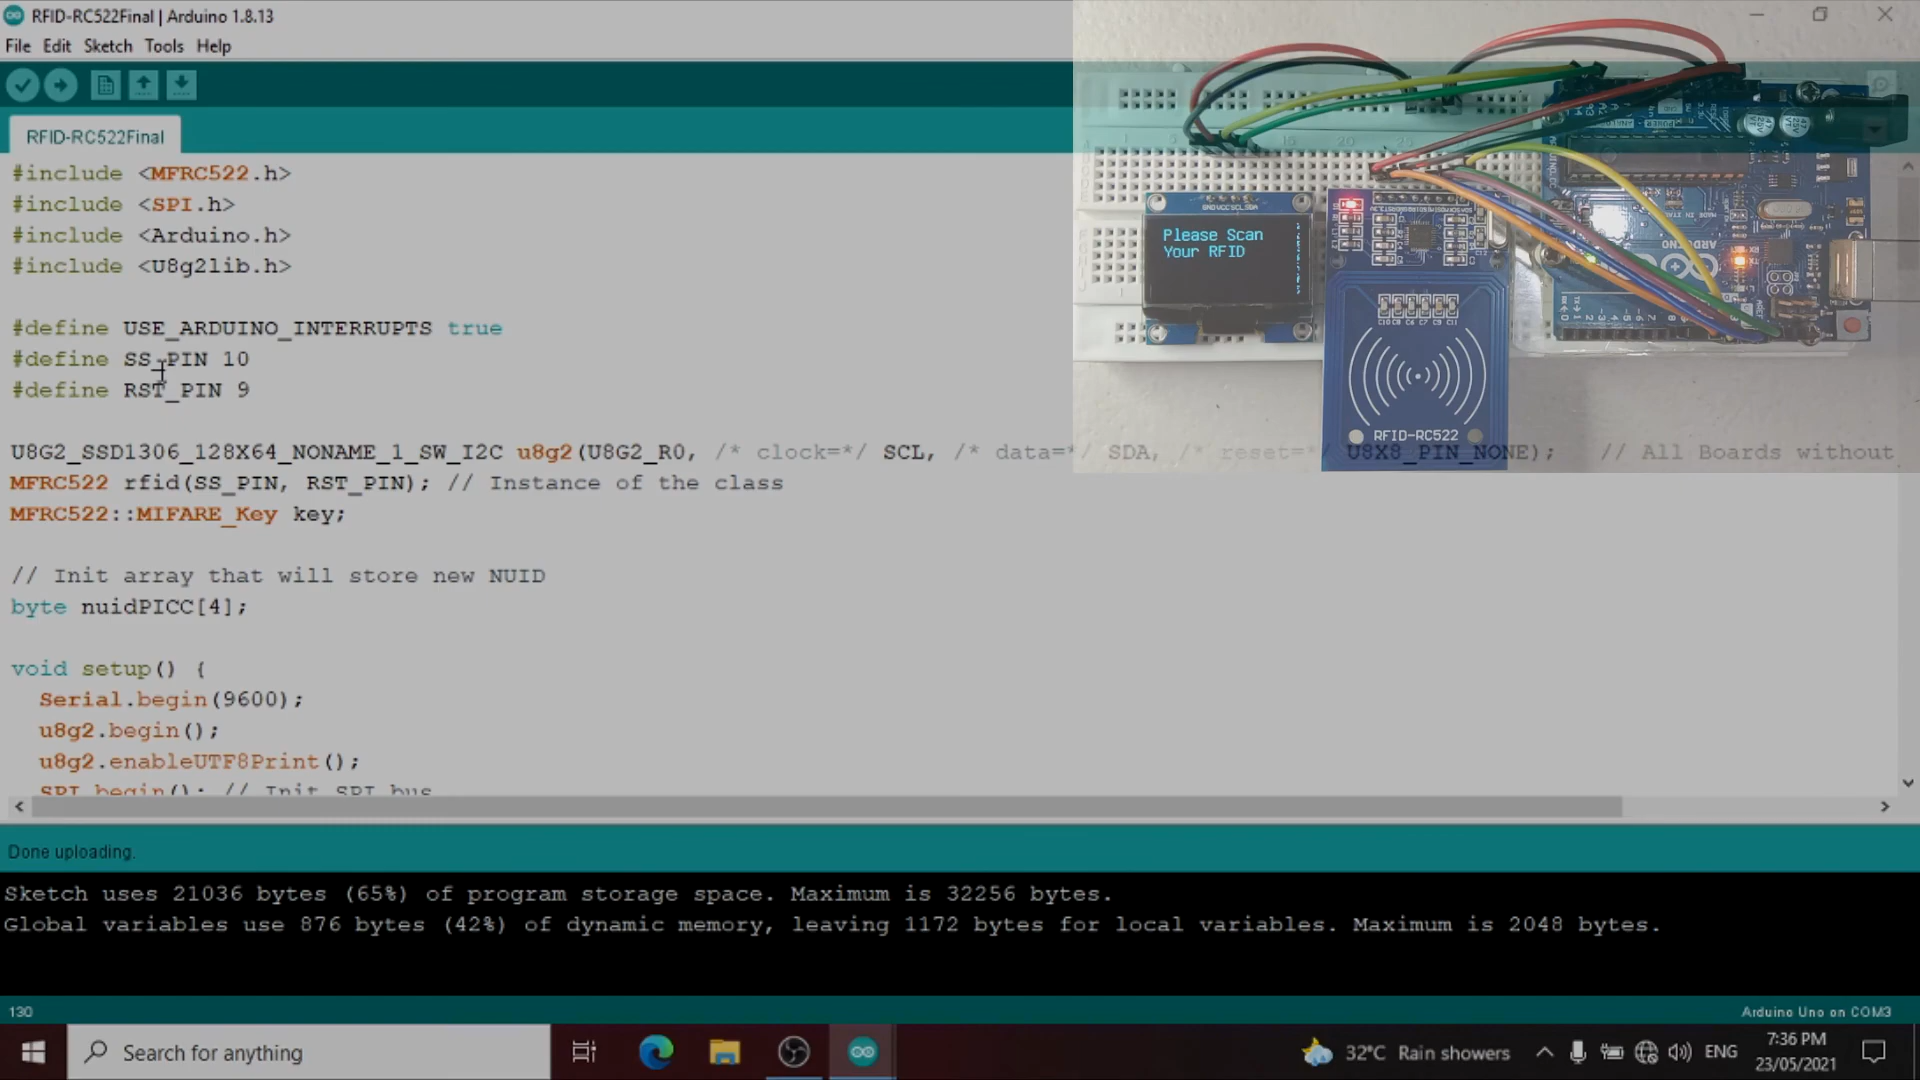 RFID-RC522Final | Arduino 1.8.13
File Edit Sketch Tools Help
RFID-RC522Final
#include <MFRC522.h>
#include <SPI.h>
#include <Arduino.h>
#include <U8g2lib.h>
#define USE_ARDUINO_INTERRUPTS true
#define SS_PIN 10
#define RST_PIN 9
U8G2_SSD1306_128X64_NONAME_1_SW_I2C u8g2(U8G2_R0, /* clock=*/ SCL, /* data=*/ SDA, /* reset=*/ U8X8_PIN_NONE); // All Boards without
MFRC522 rfid(SS_PIN, RST_PIN); // Instance of the class
MFRC522::MIFARE_Key key;
// Init array that will store new NUID
byte nuidPICC[4];
void setup() {
Serial.begin(9600);
u8g2.begin();
u8g2.enableUTF8Print();
SPI.begin(); // Init SPI bus
Please Scan
Your RFID
RFID-RC522
Done uploading.
Sketch uses 21036 bytes (65%) of program storage space. Maximum is 32256 bytes.
Global variables use 876 bytes (42%) of dynamic memory, leaving 1172 bytes for local variables. Maximum is 2048 bytes.
130
Arduino Uno on COM3
Search for anything
32°C Rain showers
ENG
7:36 PM
23/05/2021